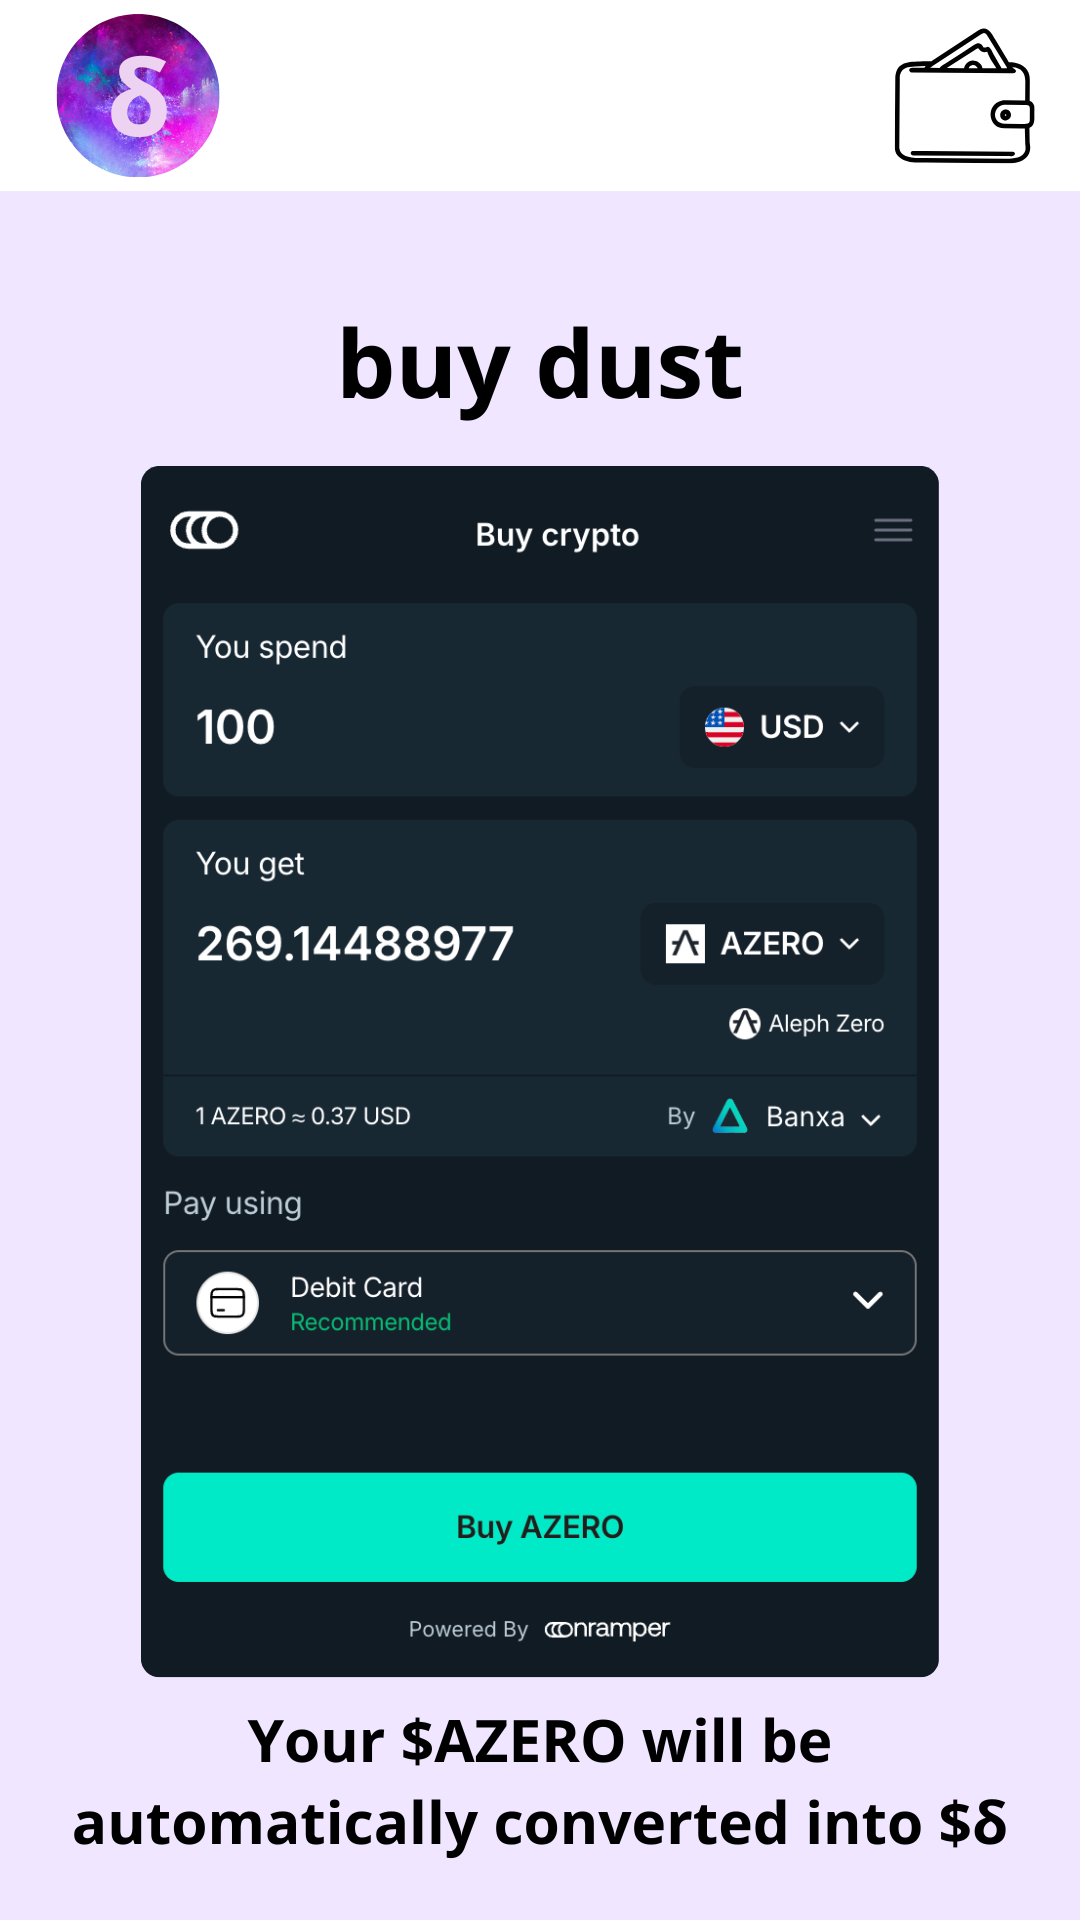 δ
buy dust
Buy crypto
You spend
100
USD
You get
269.14488977
AZERO
Aleph Zero
1 AZERO ≈ 0.37 USD
By Banxa
Pay using
Debit Card
Recommended
Buy AZERO
Powered By onramper
Your $AZERO will be
automatically converted into $δ